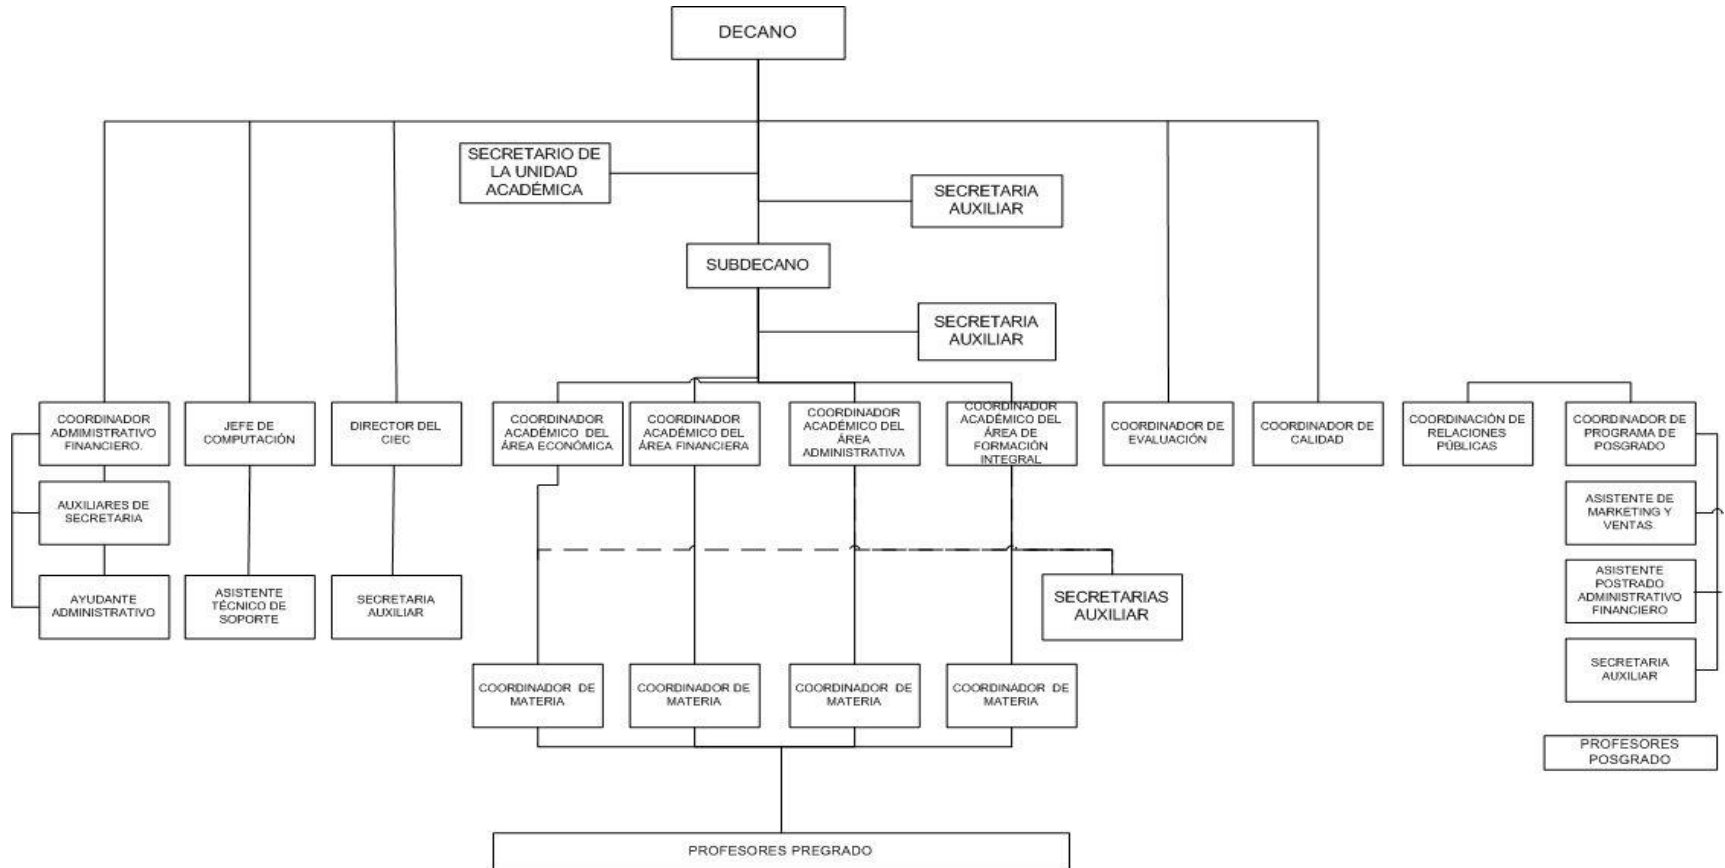 DECANO
SECRETARIO DE
LA UNIDAD
ACADÉMICA
SECRETARIA
AUXILIAR
SUBDECANO
SECRETARIA
AUXILIAR
COORDINADOR
ADMIMISTRATIVO
FINANCIERO.
JEFE DE
COMPUTACIÓN
DIRECTOR DEL
CIEC
COORDINADOR
ACADÉMICO DEL
ÁREA ECONÓMICA
COORDINADOR
ACADÉMICO DEL
ÁREA FINANCIERA
COORDINADOR
ACADÉMICO DEL
ÁREA
ADMINISTRATIVA
COORDINADOR
ACADÉMICO DEL
ÁREA DE
FORMACIÓN
INTEGRAL
COORDINADOR DE
EVALUACIÓN
COORDINADOR DE
CALIDAD
COORDINACIÓN DE
RELACIONES
PÚBLICAS
COORDINADOR DE
PROGRAMA DE
POSGRADO
AUXILIARES DE
SECRETARIA
ASISTENTE DE
MARKETING Y
VENTAS.
AYUDANTE
ADMINISTRATIVO
ASISTENTE
TÉCNICO DE
SOPORTE
SECRETARIA
AUXILIAR
SECRETARIAS
AUXILIAR
ASISTENTE
POSTRADO
ADMINISTRATIVO
FINANCIERO
SECRETARIA
AUXILIAR
COORDINADOR DE
MATERIA
COORDINADOR DE
MATERIA
COORDINADOR DE
MATERIA
COORDINADOR DE
MATERIA
PROFESORES
POSGRADO
PROFESORES PREGRADO